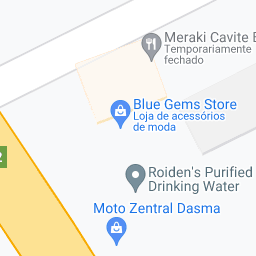 Meraki Cavite
Temporariamente
fechado
Blue Gems Store
Loja de acessórios
de moda
2
Roiden's Purified
Drinking Water
Moto Zentral Dasma